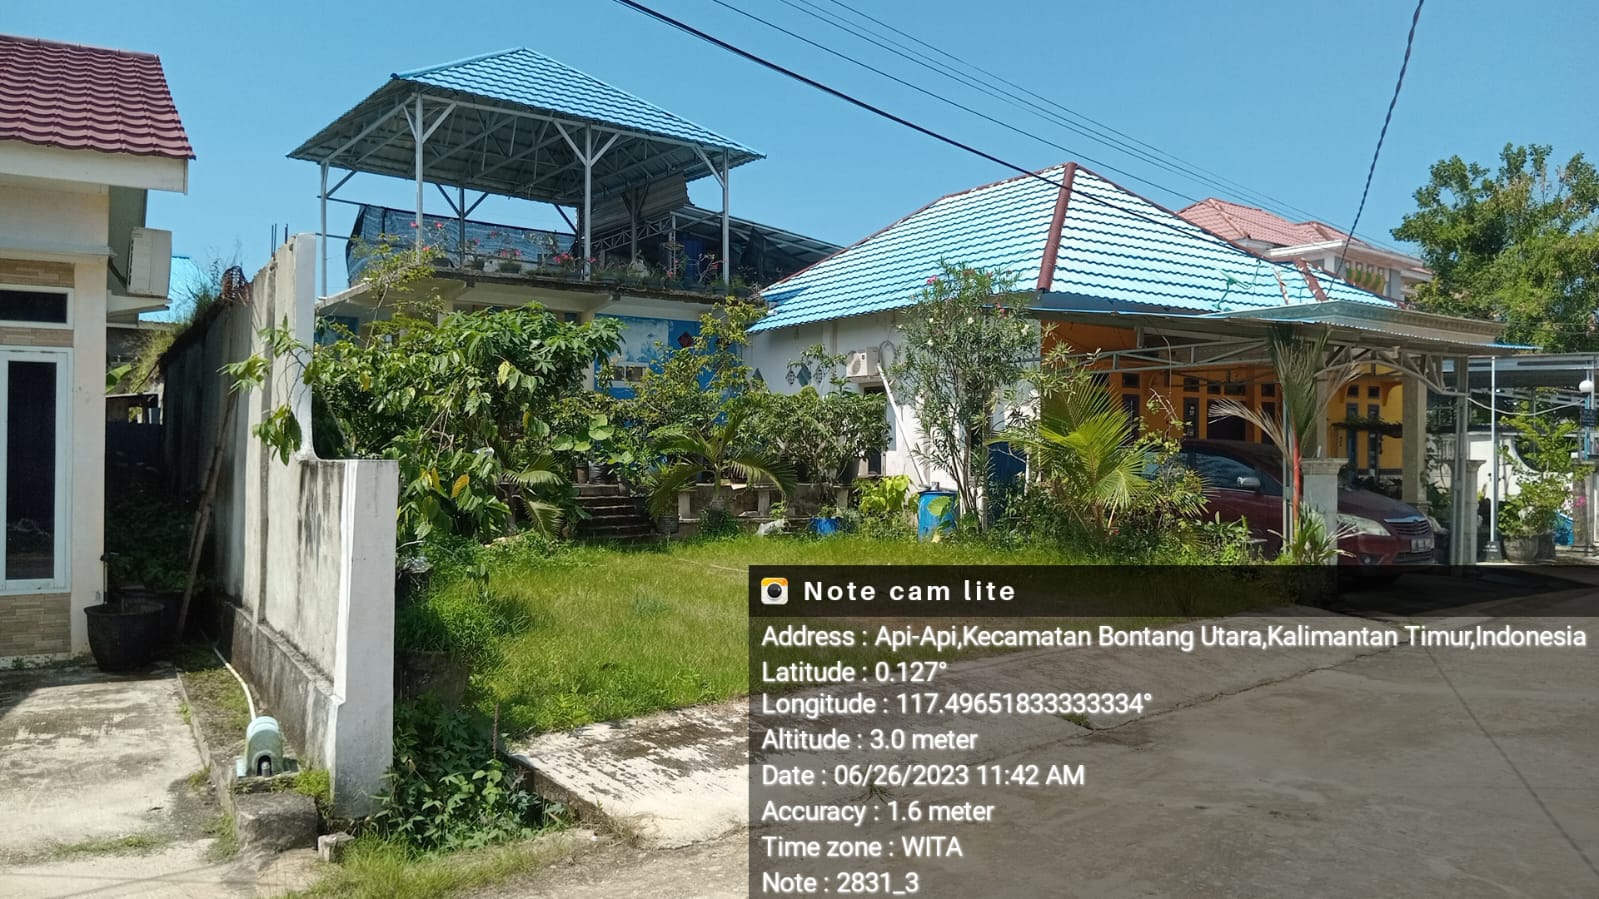 Note cam lite
Address : Api-Api,Kecamatan Bontang Utara,Kalimantan Timur,Indonesia
Latitude : 0.127°
Longitude : 117.49651833333334°
Altitude : 3.0 meter
Date : 06/26/2023 11:42 AM
Accuracy : 1.6 meter
Time zone : WITA
Note : 2831_3